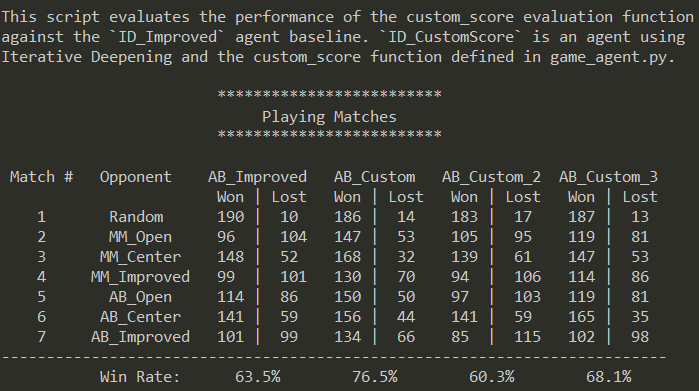 This script evaluates the performance of the custom_score evaluation function
against the `ID_Improved` agent baseline. `ID_CustomScore` is an agent using
Iterative Deepening and the custom_score function defined in game_agent.py.
*************************
Playing Matches
*************************
Match # Opponent AB_Improved AB_Custom AB_Custom_2 AB_Custom_3
Won | Lost Won | Lost Won | Lost Won | Lost
1 Random 190 | 10 186 | 14 183 | 17 187 | 13
2 MM_Open 96 | 104 147 | 53 105 | 95 119 | 81
3 MM_Center 148 | 52 168 | 32 139 | 61 147 | 53
4 MM_Improved 99 | 101 130 | 70 94 | 106 114 | 86
5 AB_Open 114 | 86 150 | 50 97 | 103 119 | 81
6 AB_Center 141 | 59 156 | 44 141 | 59 165 | 35
7 AB_Improved 101 | 99 134 | 66 85 | 115 102 | 98
--------------------------------------------------------------------------
Win Rate: 63.5% 76.5% 60.3% 68.1%